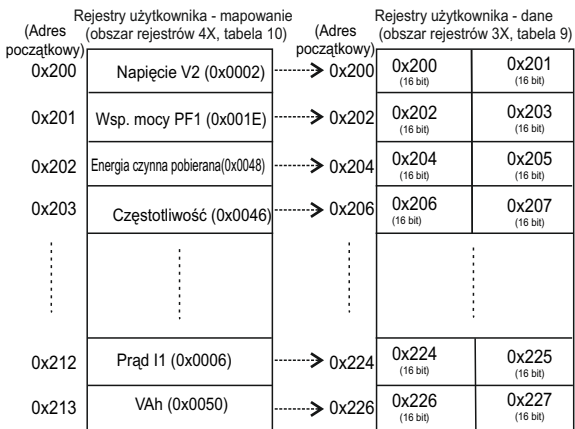 Rejestry użytkownika - mapowanie
(obszar rejestrów 4X, tabela 10)
Rejestry użytkownika - dane
(obszar rejestrów 3X, tabela 9)
(Adres
początkowy)
(Adres
początkowy)
0x200 Napięcie V2 (0x0002) 0x200 0x200 0x201
(16 bit) (16 bit)
0x201 Wsp. mocy PF1 (0x001E) 0x202 0x202 0x203
(16 bit) (16 bit)
0x202 Energia czynna pobierana(0x0048) 0x204 0x204 0x205
(16 bit) (16 bit)
0x203 Częstotliwość (0x0046) 0x206 0x206 0x207
(16 bit) (16 bit)
0x212 Prąd I1 (0x0006) 0x224 0x224 0x225
(16 bit) (16 bit)
0x213 VAh (0x0050) 0x226 0x226 0x227
(16 bit) (16 bit)